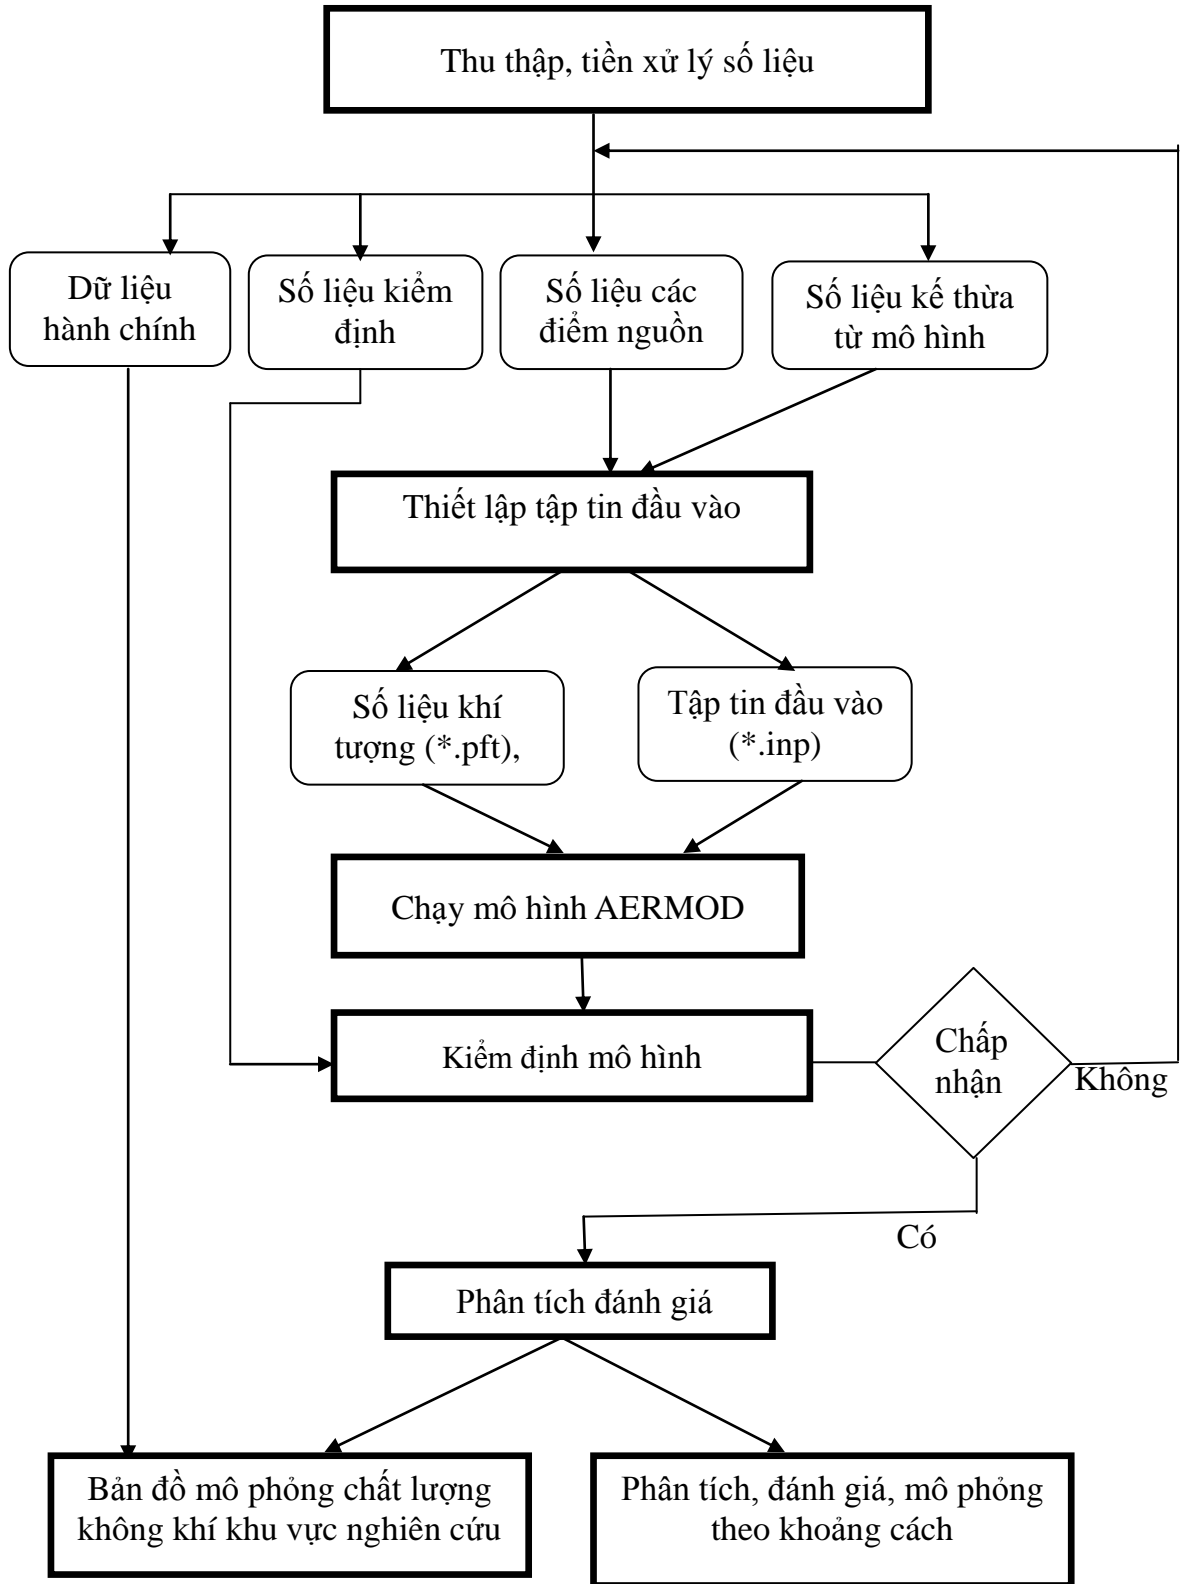 Thu thập, tiền xử lý số liệu
Dữ liệu
hành chính
Số liệu kiểm
định
Số liệu các
điểm nguồn
Số liệu kế thừa
từ mô hình
Thiết lập tập tin đầu vào
Số liệu khí
tượng (*.pft),
Tập tin đầu vào
(*.inp)
Chạy mô hình AERMOD
Kiểm định mô hình
Chấp
nhận
Không
Có
Phân tích đánh giá
Bản đồ mô phỏng chất lượng
không khí khu vực nghiên cứu
Phân tích, đánh giá, mô phỏng
theo khoảng cách